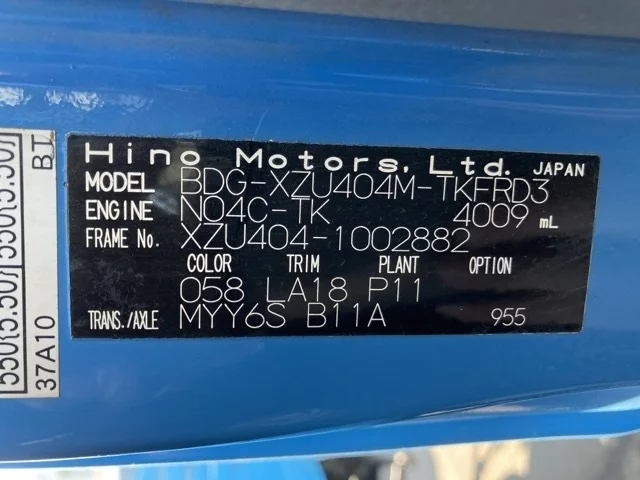 Hino Motors, Ltd. JAPAN
MODEL BDG-XZU404M-TKFRD3
ENGINE N04C-TK 4009 mL
FRAME No. XZU404-1002882
COLOR TRIM PLANT OPTION
058 LA18 P11
TRANS./AXLE MYY6S B11A 955
37A10 BT